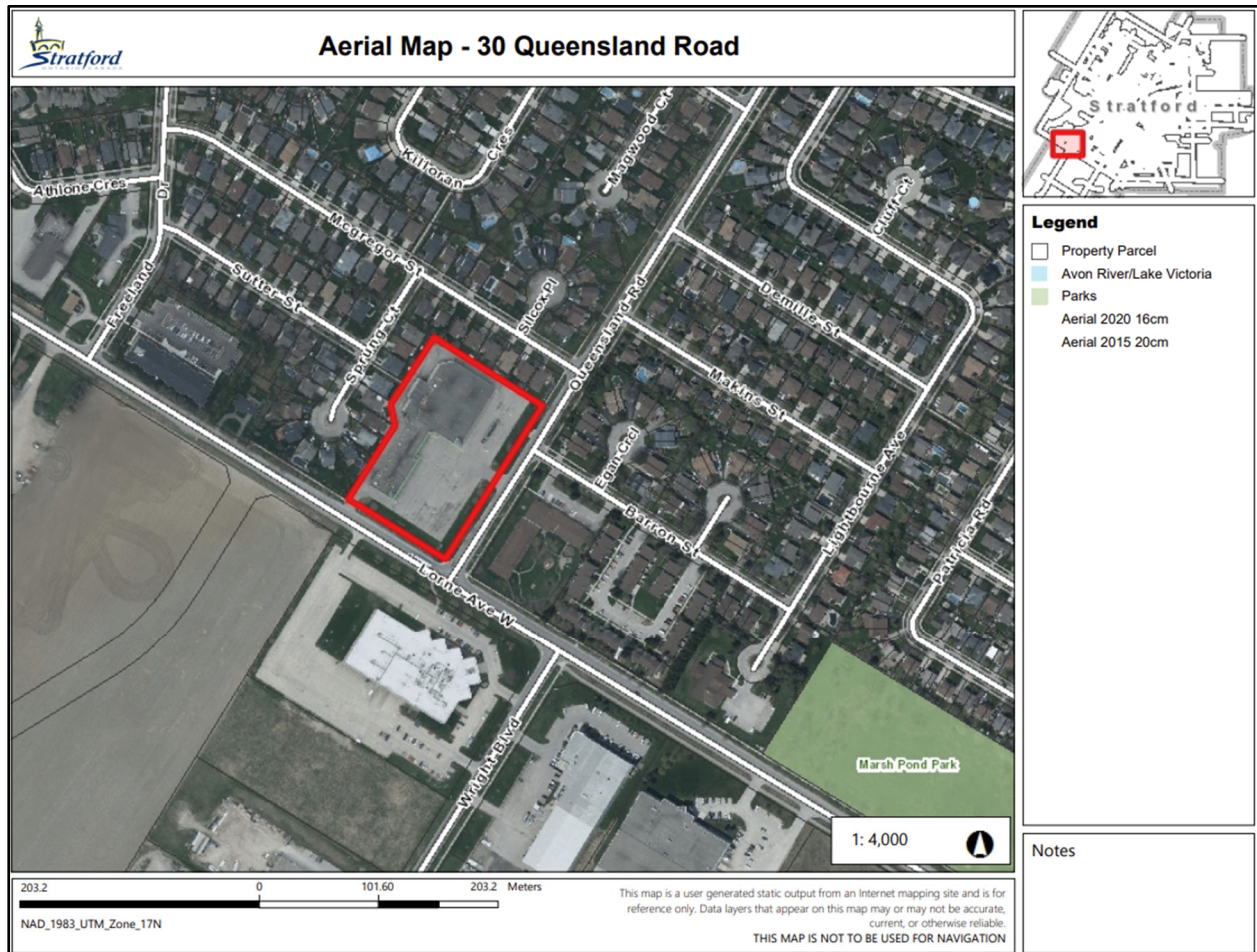 Stratford
ONTARIO CANADA
Aerial Map - 30 Queensland Road
Stratford
Athlone Cres
Dr
Freeland
Killoran
Cres
Magwood Ct
Cluff Ct
Mcgregor St
Sutter St
Sprung Ct
Silcox Pl
Queensland Rd
Demille St
Makins St
Egan Crcl
Barron St
Lightbourne Ave
Patricia Rd
Lorne Ave W
Wright Blvd
Marsh Pond Park
1: 4,000
Legend
Property Parcel
Avon River/Lake Victoria
Parks
Aerial 2020 16cm
Aerial 2015 20cm
Notes
203.2 0 101.60 203.2 Meters
NAD_1983_UTM_Zone_17N
This map is a user generated static output from an Internet mapping site and is for
reference only. Data layers that appear on this map may or may not be accurate,
current, or otherwise reliable.
THIS MAP IS NOT TO BE USED FOR NAVIGATION